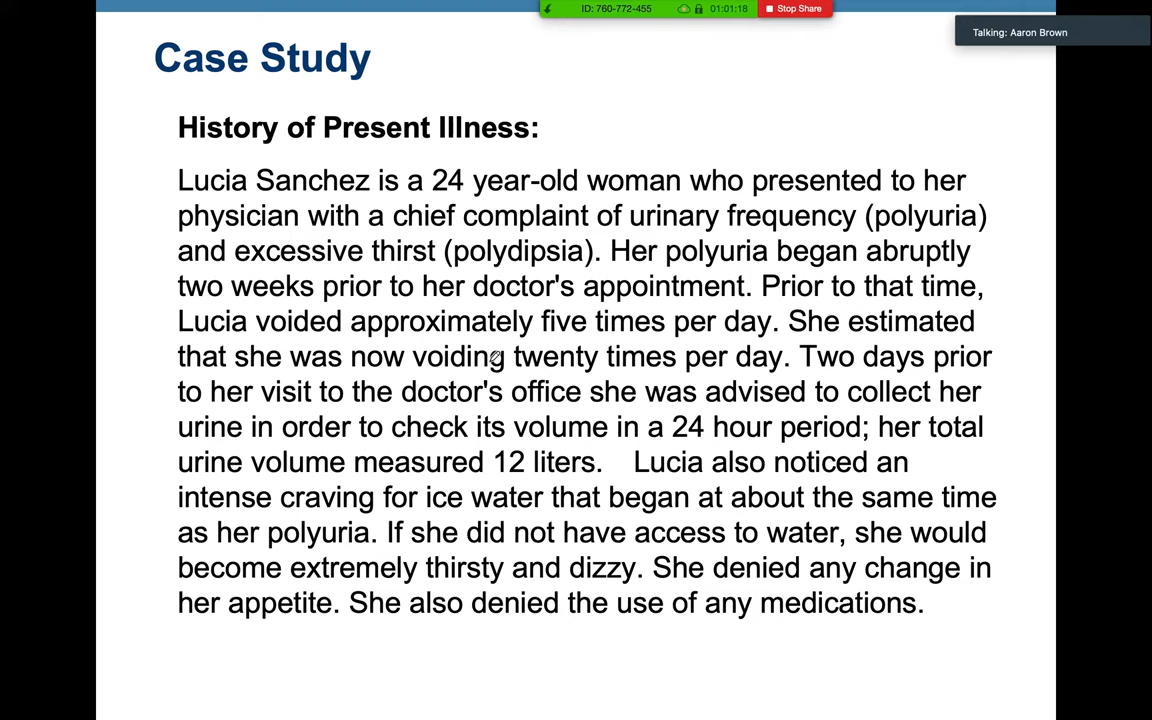 ID: 760-772-455 01:01:18 Stop Share
Talking: Aaron Brown
Case Study
History of Present Illness:
Lucia Sanchez is a 24 year-old woman who presented to her
physician with a chief complaint of urinary frequency (polyuria)
and excessive thirst (polydipsia). Her polyuria began abruptly
two weeks prior to her doctor's appointment. Prior to that time,
Lucia voided approximately five times per day. She estimated
that she was now voiding twenty times per day. Two days prior
to her visit to the doctor's office she was advised to collect her
urine in order to check its volume in a 24 hour period; her total
urine volume measured 12 liters. Lucia also noticed an
intense craving for ice water that began at about the same time
as her polyuria. If she did not have access to water, she would
become extremely thirsty and dizzy. She denied any change in
her appetite. She also denied the use of any medications.